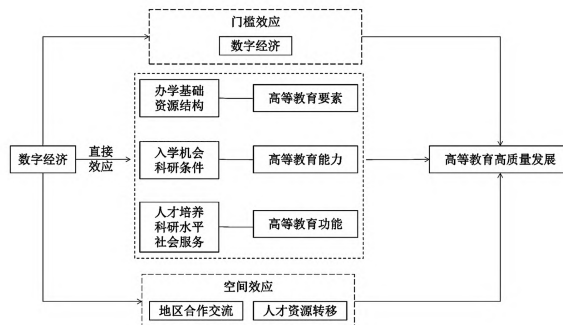 门槛效应
数字经济
办学基础
资源结构
高等教育要素
数字经济
直接
效应
入学机会
科研条件
高等教育能力
高等教育高质量发展
人才培养
科研水平
社会服务
高等教育功能
空间效应
地区合作交流
人才资源转移